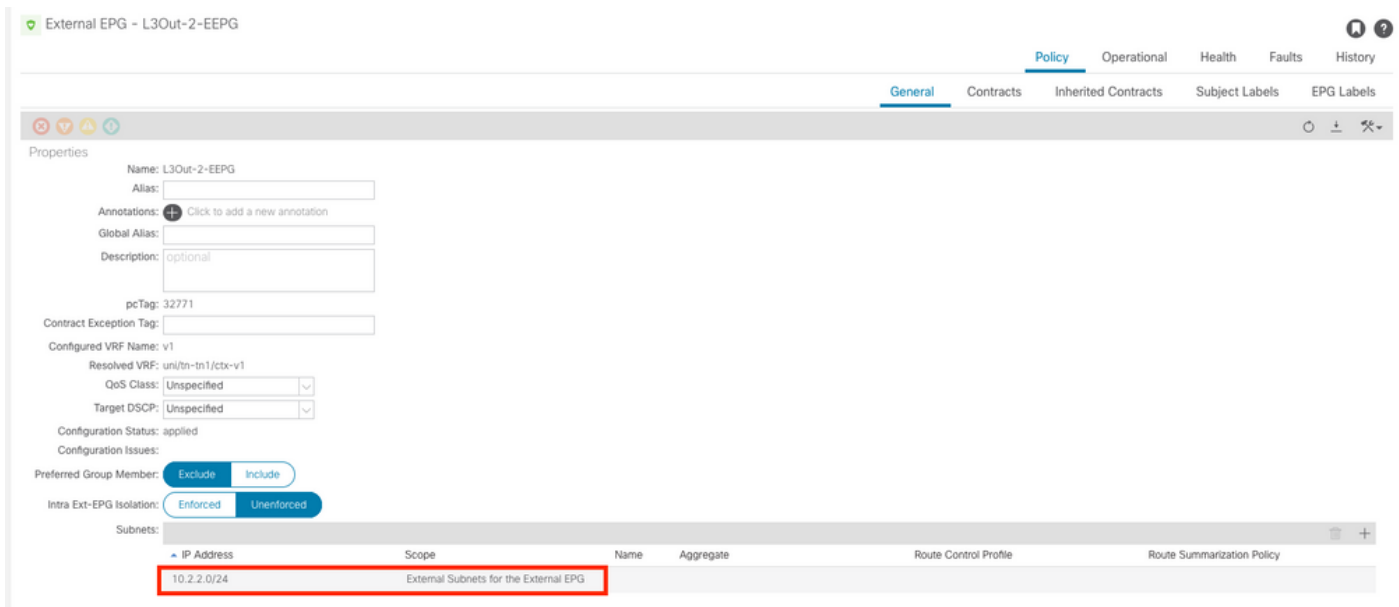 External EPG - L3Out-2-EEPG
Policy Operational Health Faults History
General Contracts Inherited Contracts Subject Labels EPG Labels
Properties
Name: L3Out-2-EEPG
Alias:
Annotations: Click to add a new annotation
Global Alias:
Description: optional
pcTag: 32771
Contract Exception Tag:
Configured VRF Name: v1
Resolved VRF: uni/tn-tn1/ctx-v1
QoS Class: Unspecified
Target DSCP: Unspecified
Configuration Status: applied
Configuration Issues:
Preferred Group Member: Exclude Include
Intra Ext-EPG Isolation: Enforced Unenforced
Subnets:
IP Address Scope Name Aggregate Route Control Profile Route Summarization Policy
10.2.2.0/24 External Subnets for the External EPG